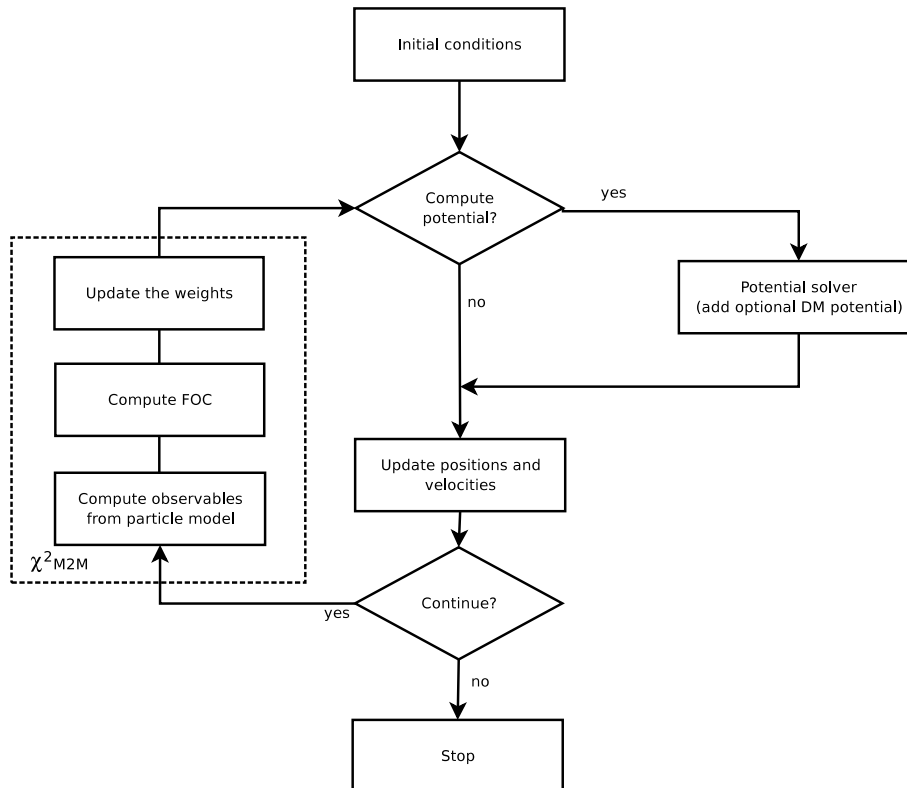 Initial conditions
Compute
potential?
yes
no
Potential solver
(add optional DM potential)
Update the weights
Compute FOC
Compute observables
from particle model
χ²M2M
Update positions and
velocities
Continue?
yes
no
Stop